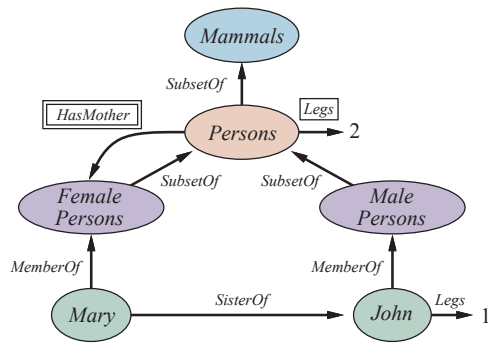 Mammals
SubsetOf
HasMother
Legs
Persons
2
SubsetOf
SubsetOf
Female
Persons
Male
Persons
MemberOf
MemberOf
SisterOf
Legs
Mary
John
1